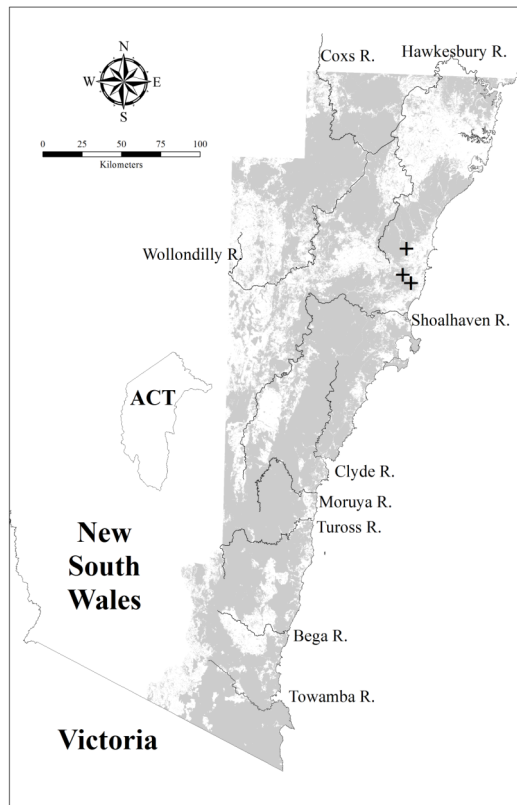 Coxs R.
Hawkesbury R.
N
W E
S
0 25 50 75 100
Kilometers
Wollondilly R.
Shoalhaven R.
ACT
Clyde R.
Moruya R.
Tuross R.
New
South
Wales
Bega R.
Towamba R.
Victoria